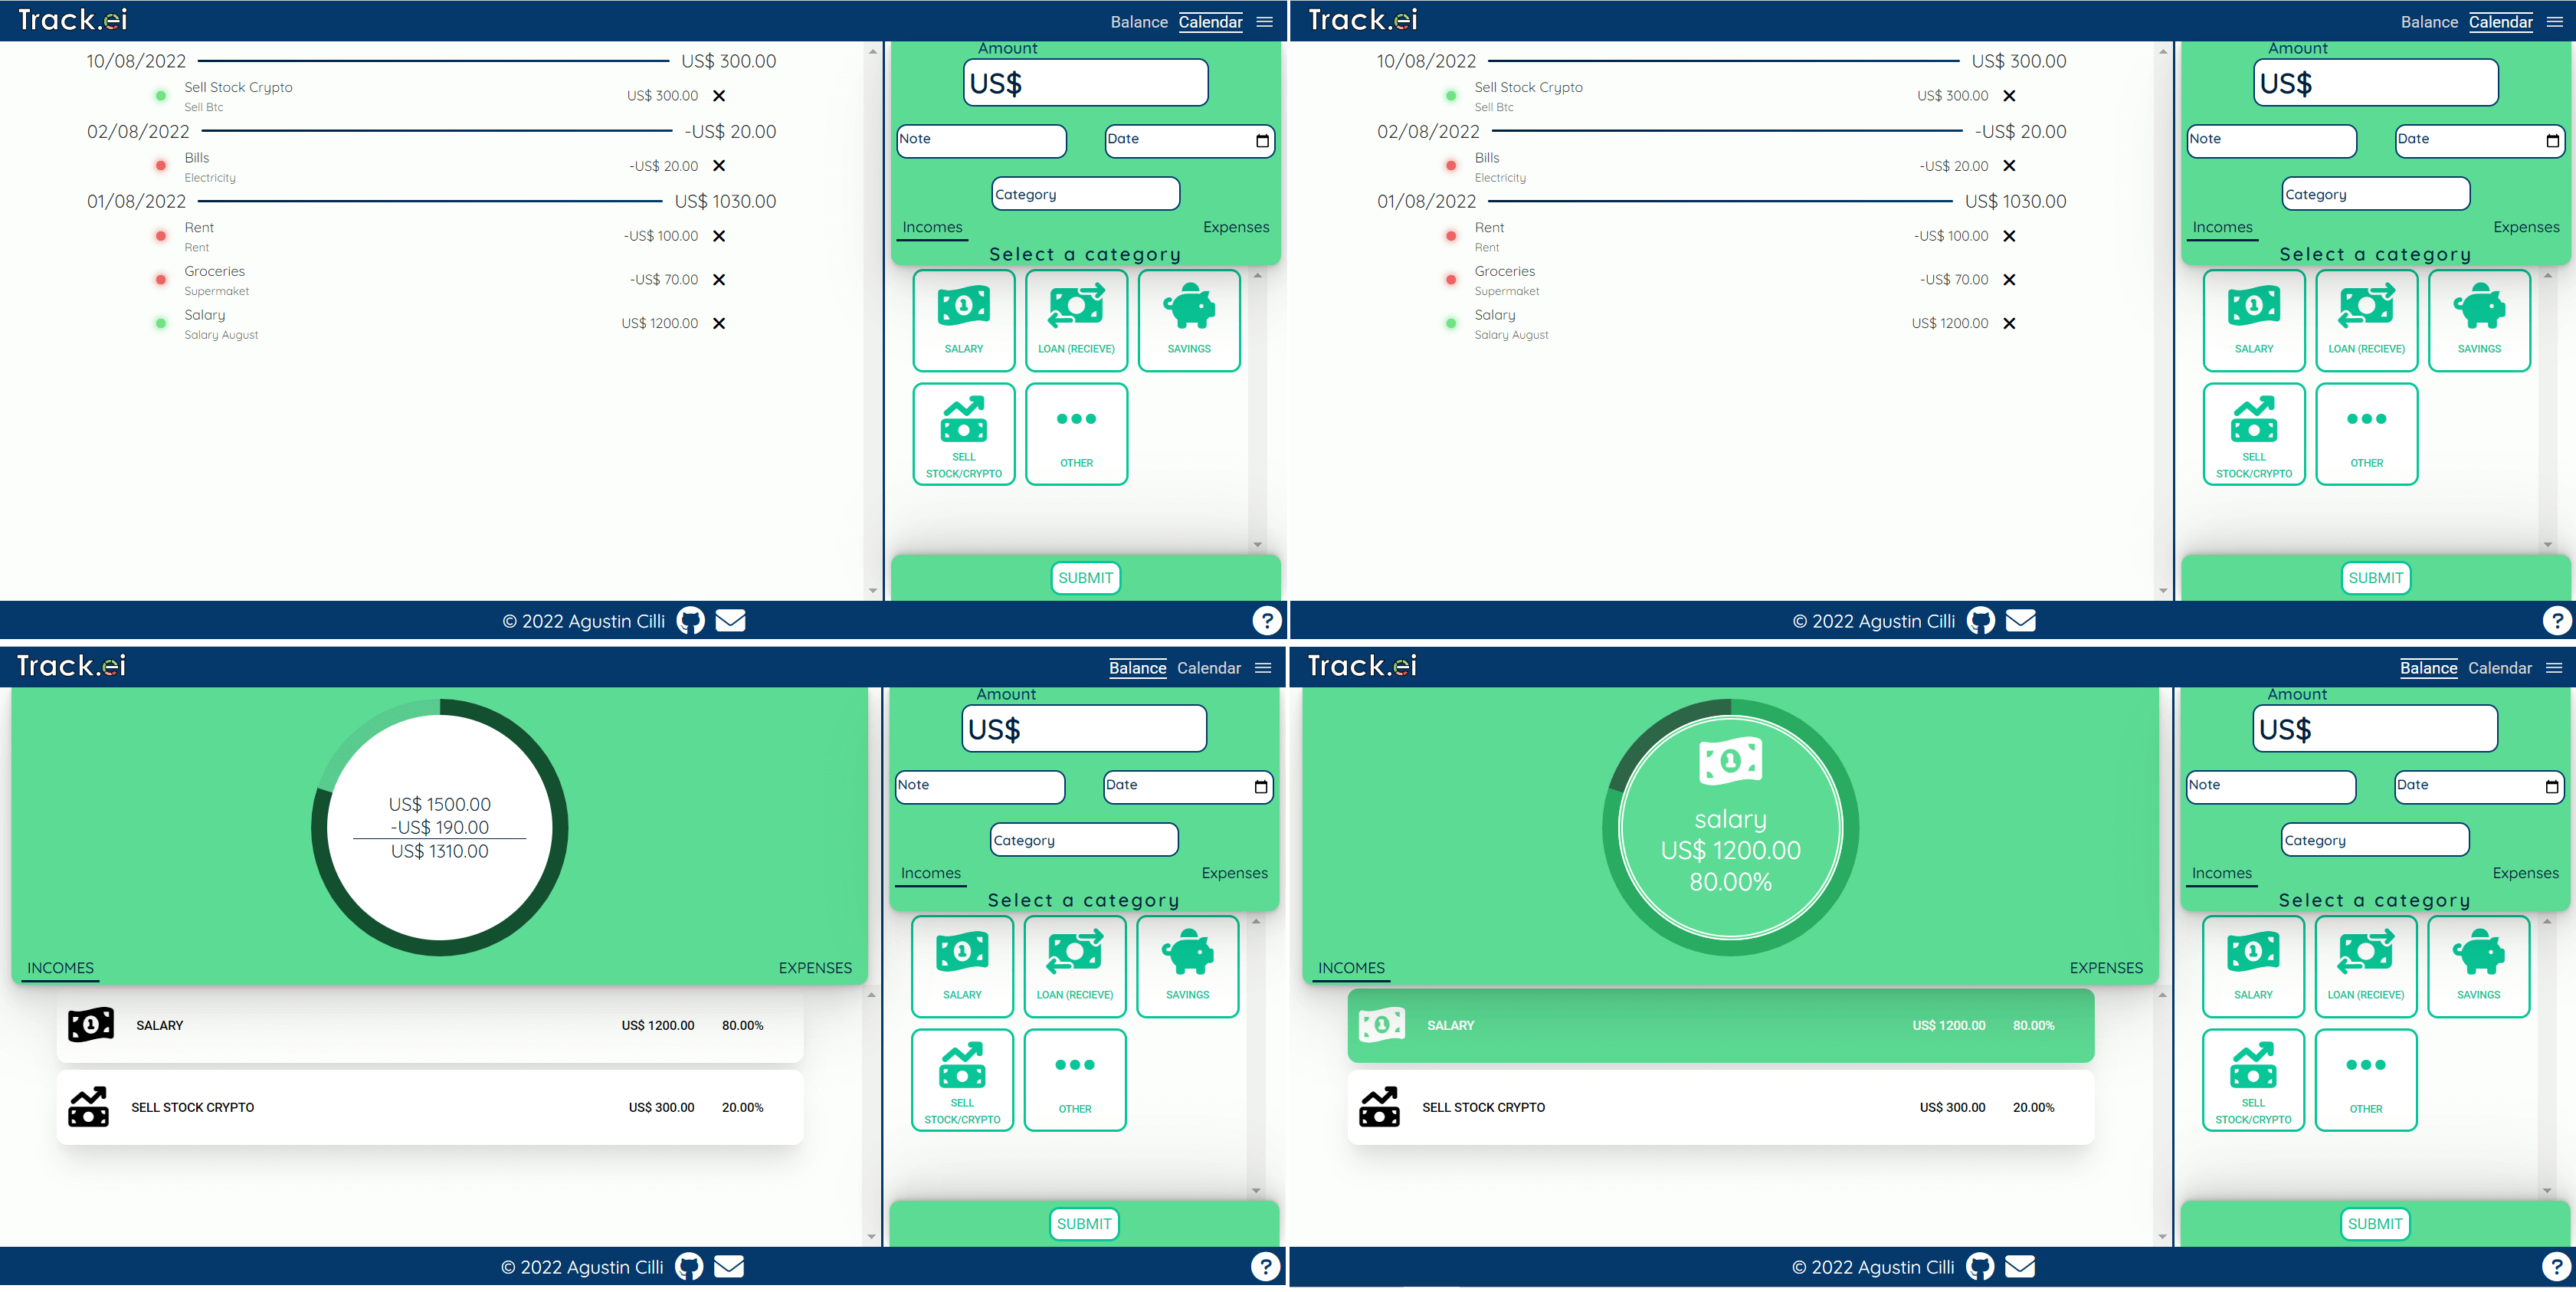 Track.ei
Balance Calendar
10/08/2022 US$ 300.00
Sell Stock Crypto
Sell Btc
US$ 300.00
02/08/2022 -US$ 20.00
Bills
Electricity
-US$ 20.00
01/08/2022 US$ 1030.00
Rent
Rent
-US$ 100.00
Groceries
Supermaket
-US$ 70.00
Salary
Salary August
US$ 1200.00
Amount
US$
Note
Date
Category
Incomes Expenses
Select a category
SALARY
LOAN (RECIEVE)
SAVINGS
SELL
STOCK/CRYPTO
OTHER
SUBMIT
© 2022 Agustin Cilli
?
Track.ei
Balance Calendar
10/08/2022 US$ 300.00
Sell Stock Crypto
Sell Btc
US$ 300.00
02/08/2022 -US$ 20.00
Bills
Electricity
-US$ 20.00
01/08/2022 US$ 1030.00
Rent
Rent
-US$ 100.00
Groceries
Supermaket
-US$ 70.00
Salary
Salary August
US$ 1200.00
Amount
US$
Note
Date
Category
Incomes Expenses
Select a category
SALARY
LOAN (RECIEVE)
SAVINGS
SELL
STOCK/CRYPTO
OTHER
SUBMIT
© 2022 Agustin Cilli
?
Track.ei
Balance Calendar
US$ 1500.00
-US$ 190.00
US$ 1310.00
INCOMES EXPENSES
1 SALARY US$ 1200.00 80.00%
SELL STOCK CRYPTO US$ 300.00 20.00%
Amount
US$
Note
Date
Category
Incomes Expenses
Select a category
SALARY
LOAN (RECIEVE)
SAVINGS
SELL
STOCK/CRYPTO
OTHER
SUBMIT
© 2022 Agustin Cilli
?
Track.ei
Balance Calendar
1
salary
US$ 1200.00
80.00%
INCOMES EXPENSES
1 SALARY US$ 1200.00 80.00%
SELL STOCK CRYPTO US$ 300.00 20.00%
Amount
US$
Note
Date
Category
Incomes Expenses
Select a category
SALARY
LOAN (RECIEVE)
SAVINGS
SELL
STOCK/CRYPTO
OTHER
SUBMIT
© 2022 Agustin Cilli
?